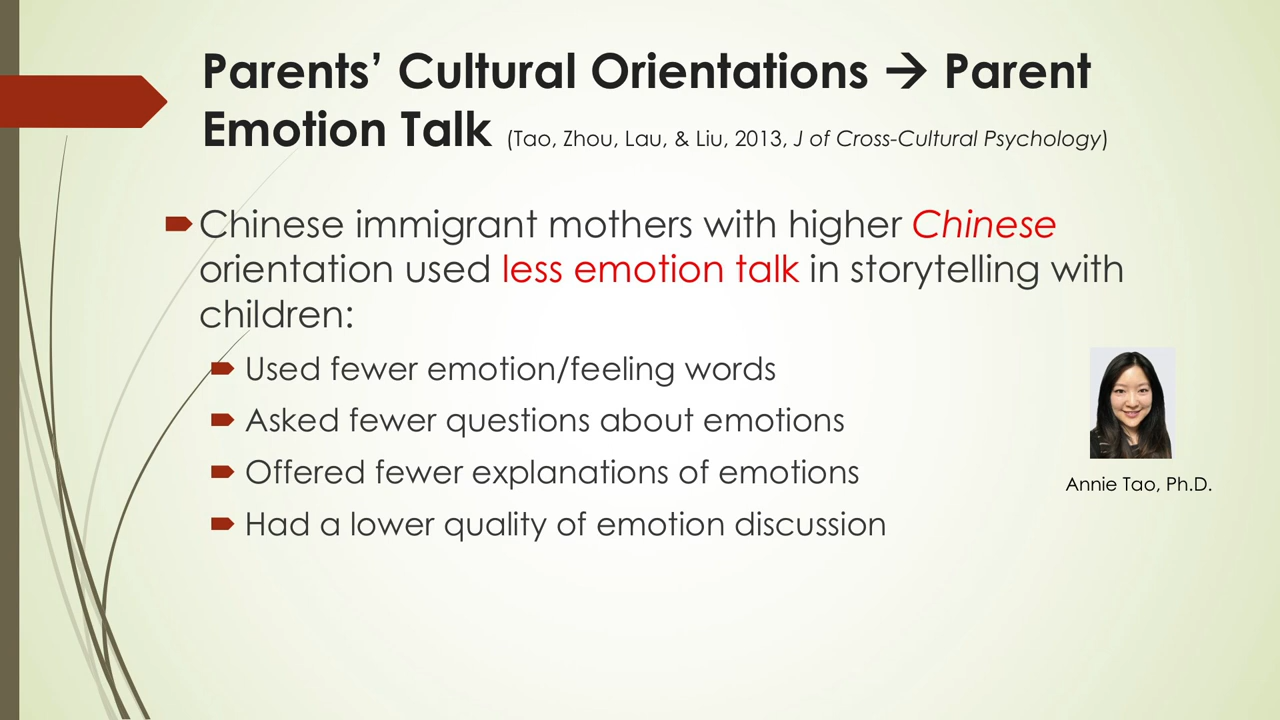 Parents’ Cultural Orientations → Parent
Emotion Talk (Tao, Zhou, Lau, & Liu, 2013, J of Cross-Cultural Psychology)
Chinese immigrant mothers with higher Chinese
orientation used less emotion talk in storytelling with
children:
Used fewer emotion/feeling words
Asked fewer questions about emotions
Offered fewer explanations of emotions
Had a lower quality of emotion discussion
Annie Tao, Ph.D.